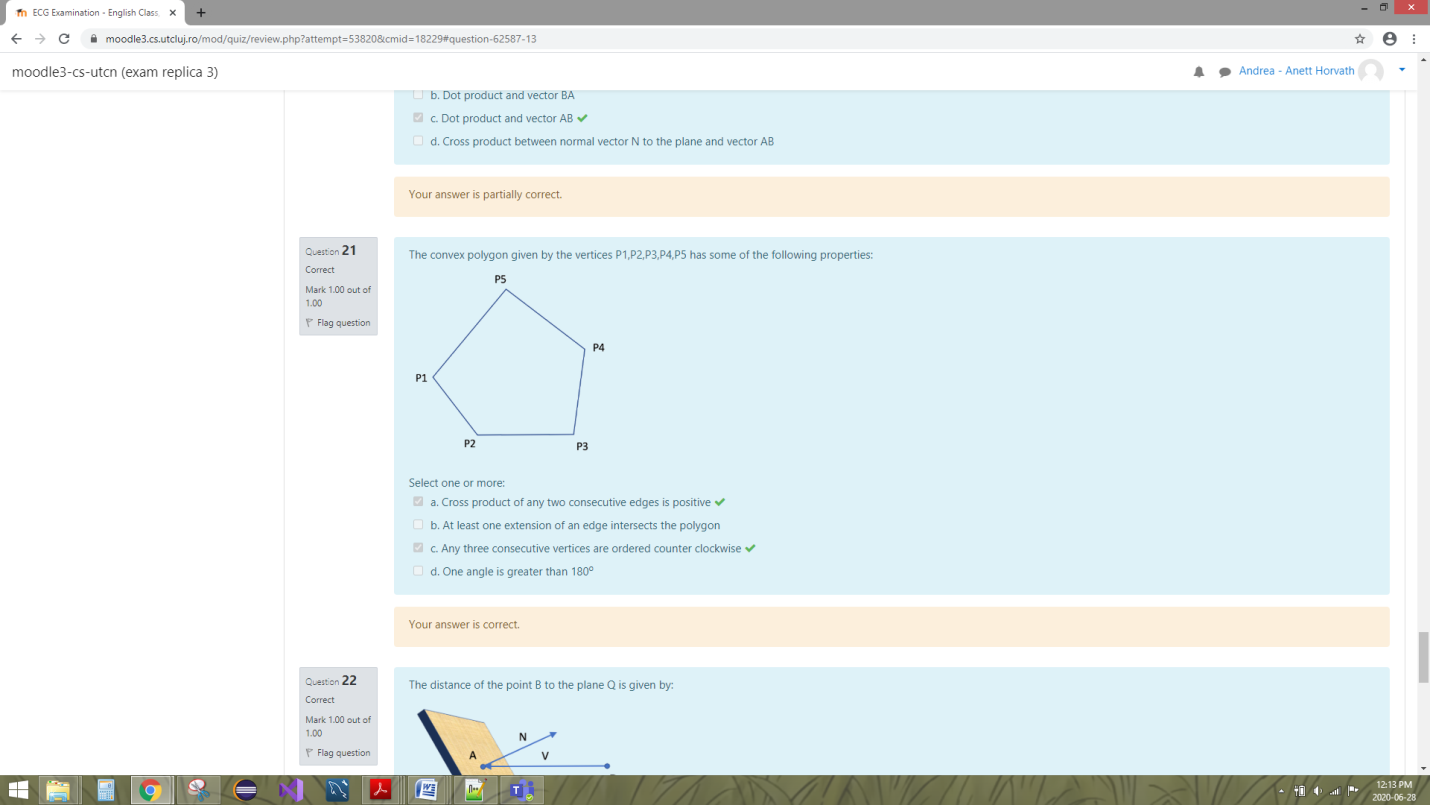 ECG Examination - English Class
moodle3.cs.utcluj.ro/mod/quiz/review.php?attempt=53820&cmid=18229#question-62587-13
moodle3-cs-utcn (exam replica 3)
Andrea - Anett Horvath
b. Dot product and vector BA
c. Dot product and vector AB
d. Cross product between normal vector N to the plane and vector AB
Your answer is partially correct.
Question 21
Correct
Mark 1.00 out of
1.00
Flag question
The convex polygon given by the vertices P1,P2,P3,P4,P5 has some of the following properties:
P5
P4
P1
P2
P3
Select one or more:
a. Cross product of any two consecutive edges is positive
b. At least one extension of an edge intersects the polygon
c. Any three consecutive vertices are ordered counter clockwise
d. One angle is greater than 180º
Your answer is correct.
Question 22
Correct
Mark 1.00 out of
1.00
Flag question
The distance of the point B to the plane Q is given by:
N
A
V
12:13 PM
2020-06-28